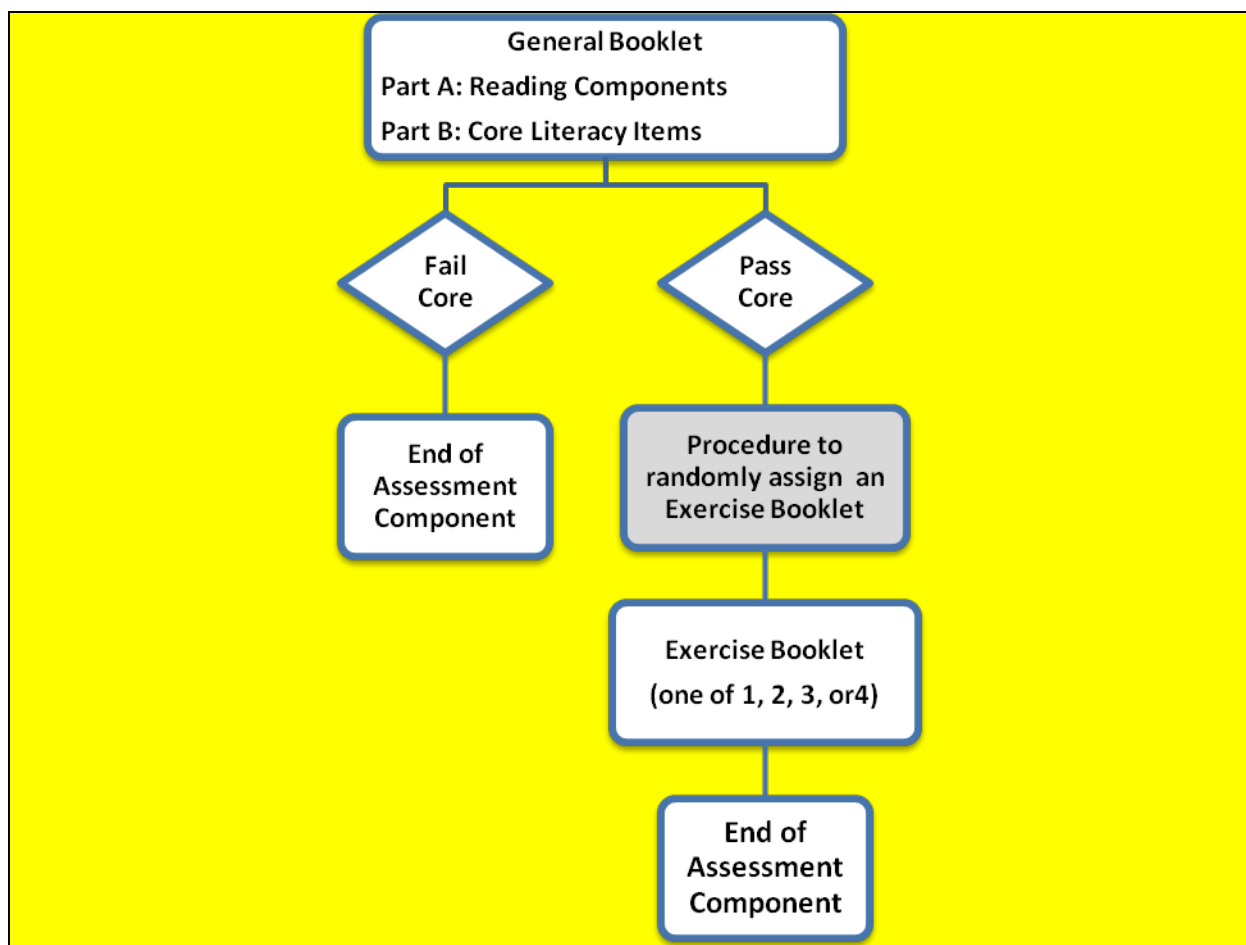 General Booklet
Part A: Reading Components
Part B: Core Literacy Items
Fail
Core
Pass
Core
End of
Assessment
Component
Procedure to
randomly assign an
Exercise Booklet
Exercise Booklet
(one of 1, 2, 3, or4)
End of
Assessment
Component